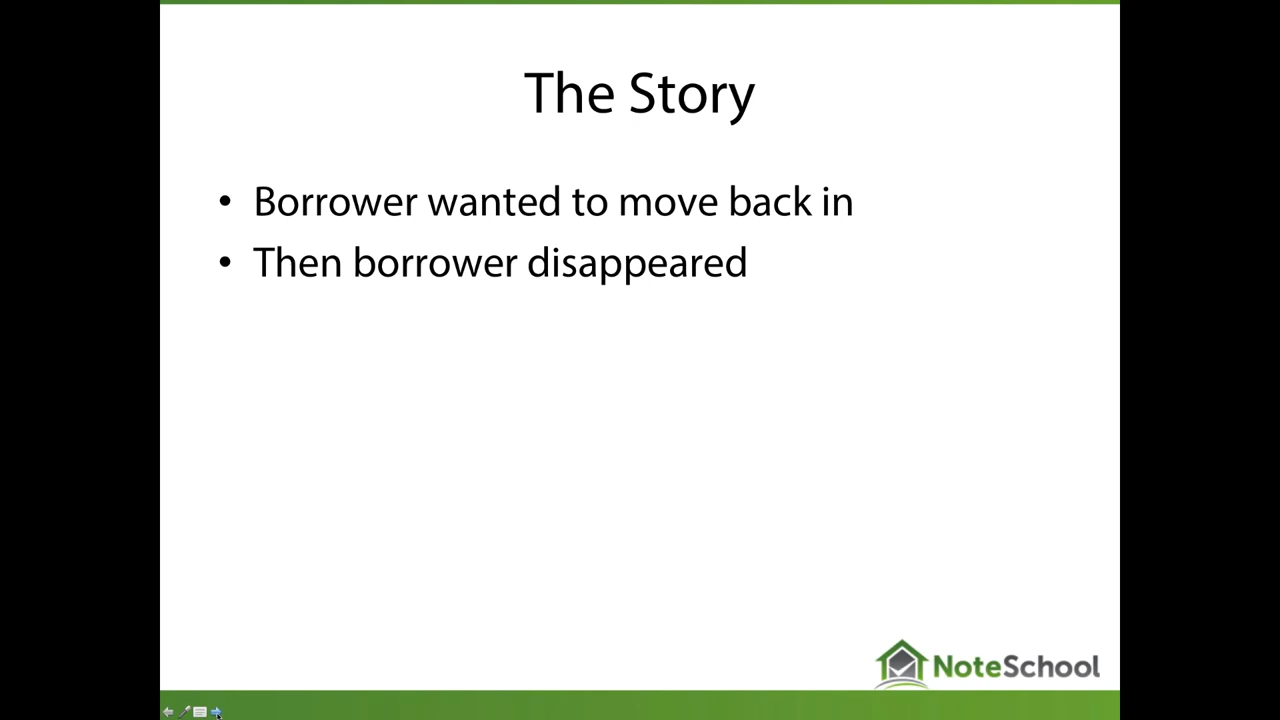 The Story
• Borrower wanted to move back in
• Then borrower disappeared
NoteSchool